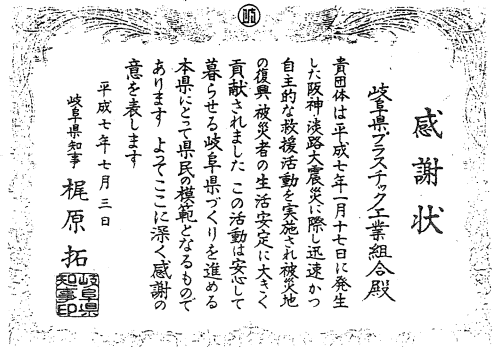 岐
感謝状
岐阜県プラスチック工業組合殿
貴団体は平成七年一月十七日に発生
した阪神・淡路大震災に際し迅速かつ
自主的な救援活動を実施され被災地
の復興、被災者の生活安定に大きく
貢献されました この活動は安心して
暮らせる岐阜県づくりを進める
本県にとって県民の模範となるもので
あります よってここに深く感謝の
意を表します
平成七年七月三日
岐阜県知事 梶原拓
岐阜県
知事印